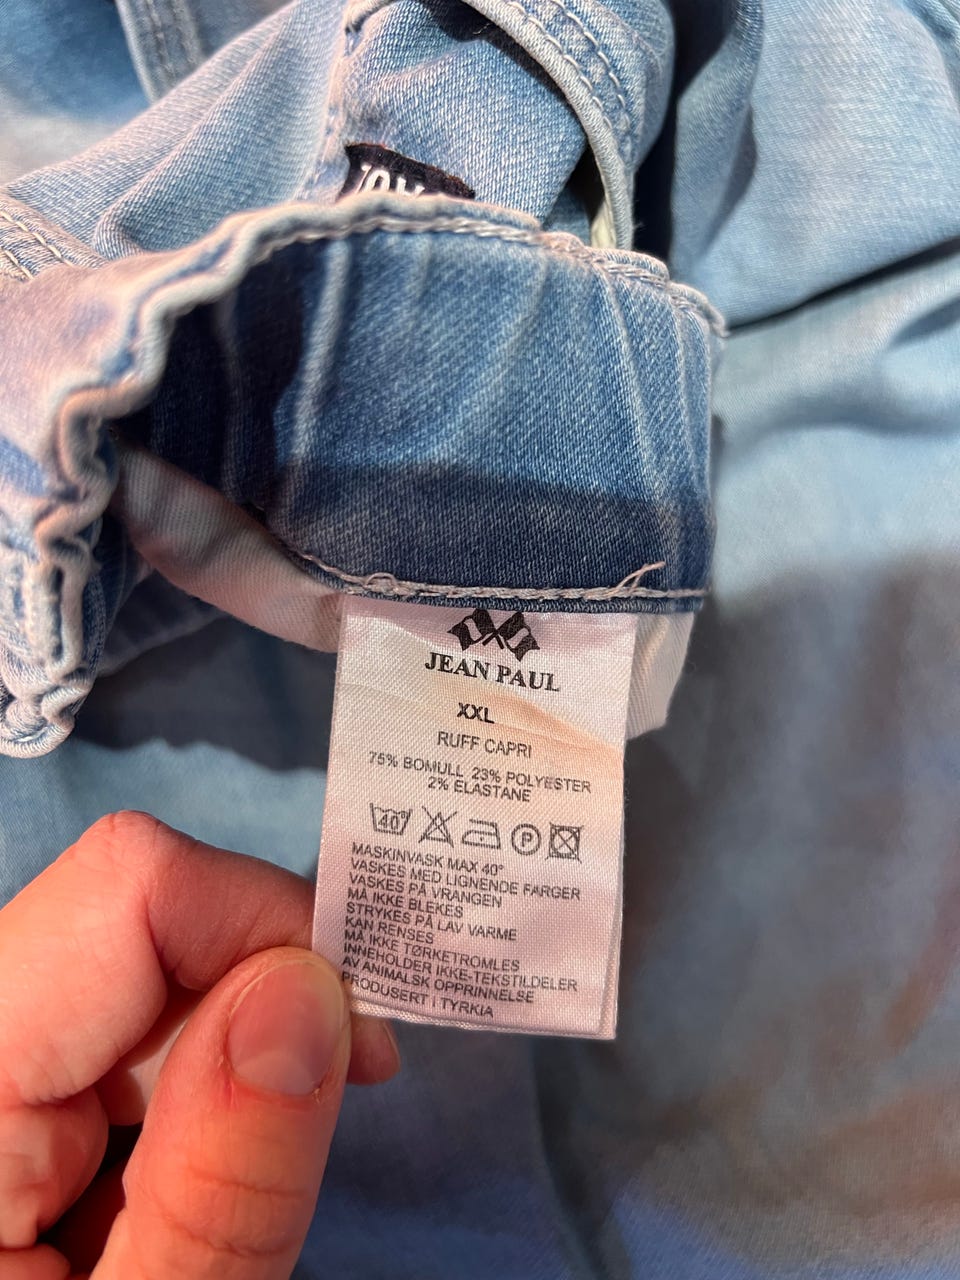 JEAN PAUL
XXL
RUFF CAPRI
75% BOMULL 23% POLYESTER
2% ELASTANE
40° P
MASKINVASK MAX 40°
VASKES MED LIGNENDE FARGER
VASKES PÅ VRANGEN
MÅ IKKE BLEKES
STRYKES PÅ LAV VARME
KAN RENSES
MÅ IKKE TØRKETROMLES
INNEHOLDER IKKE-TEKSTILDELER
AV ANIMALSK OPPRINNELSE
PRODUSERT I TYRKIA